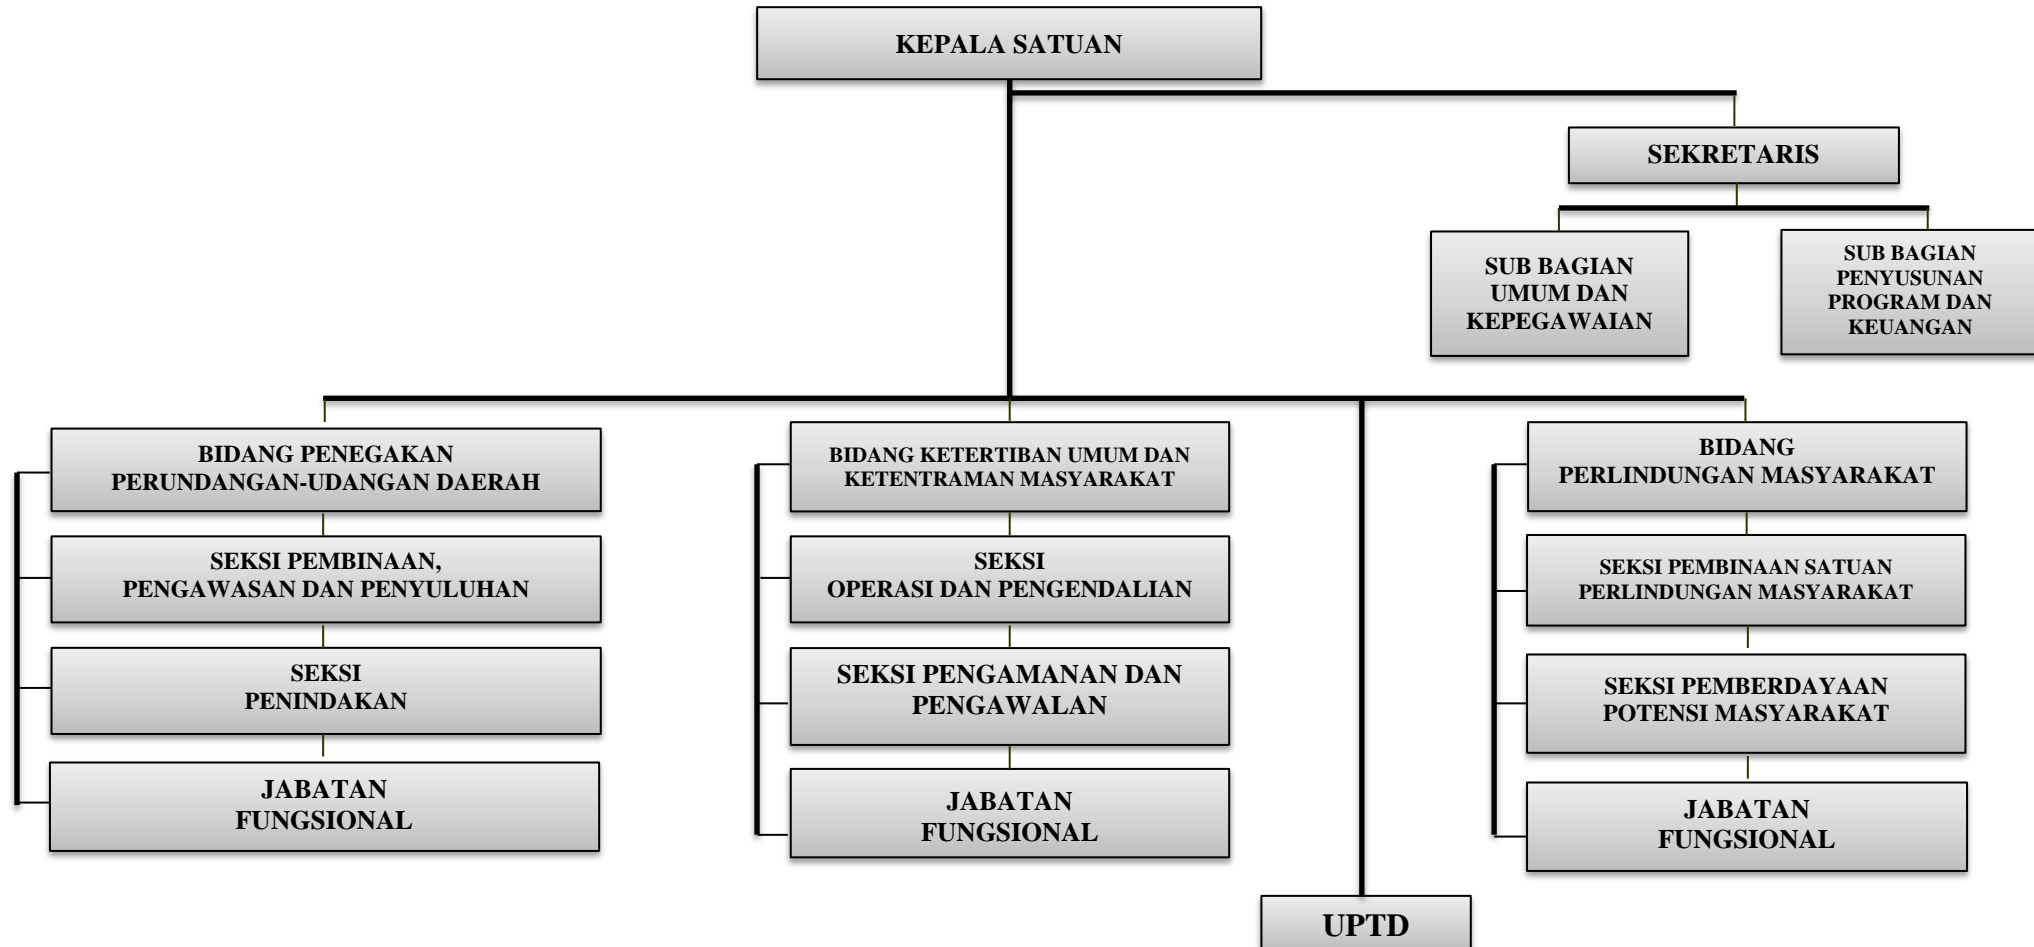 KEPALA SATUAN
SEKRETARIS
SUB BAGIAN
UMUM DAN
KEPEGAWAIAN
SUB BAGIAN
PENYUSUNAN
PROGRAM DAN
KEUANGAN
BIDANG PENEGAKAN
PERUNDANGAN-UDANGAN DAERAH
SEKSI PEMBINAAN,
PENGAWASAN DAN PENYULUHAN
SEKSI
PENINDAKAN
JABATAN
FUNGSIONAL
BIDANG KETERTIBAN UMUM DAN
KETENTRAMAN MASYARAKAT
SEKSI
OPERASI DAN PENGENDALIAN
SEKSI PENGAMANAN DAN
PENGAWALAN
JABATAN
FUNGSIONAL
BIDANG
PERLINDUNGAN MASYARAKAT
SEKSI PEMBINAAN SATUAN
PERLINDUNGAN MASYARAKAT
SEKSI PEMBERDAYAAN
POTENSI MASYARAKAT
JABATAN
FUNGSIONAL
UPTD